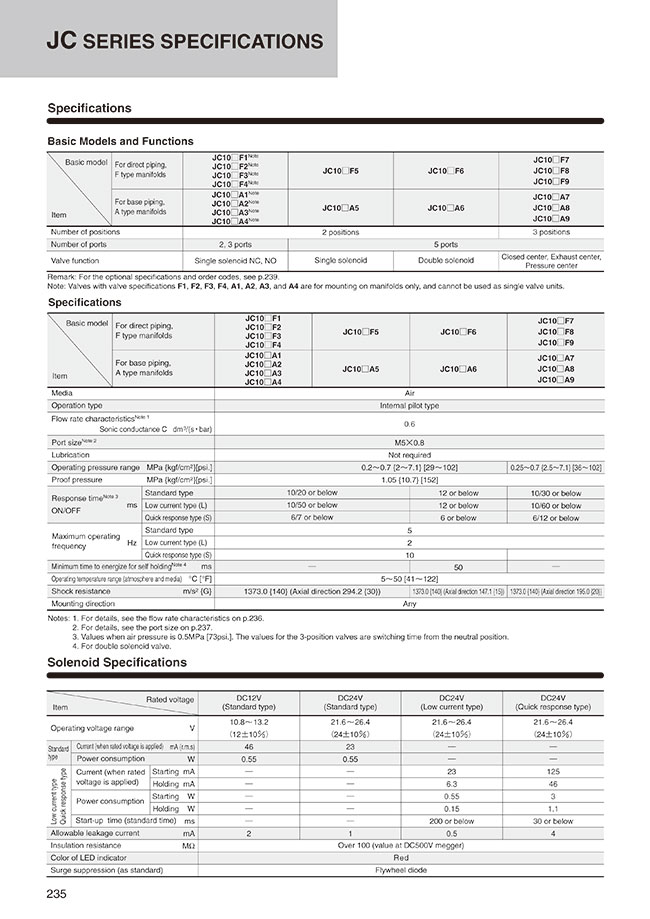 JC SERIES SPECIFICATIONS
Specifications
Basic Models and Functions
Basic model
Item
For direct piping,
F type manifolds
JC10□F1Note
JC10□F2Note
JC10□F3Note
JC10□F4Note
JC10□F5
JC10□F6
JC10□F7
JC10□F8
JC10□F9
For base piping,
A type manifolds
JC10□A1Note
JC10□A2Note
JC10□A3Note
JC10□A4Note
JC10□A5
JC10□A6
JC10□A7
JC10□A8
JC10□A9
Number of positions 2 positions 3 positions
Number of ports 2, 3 ports 5 ports
Valve function Single solenoid NC, NO Single solenoid Double solenoid Closed center, Exhaust center,
Pressure center
Remark: For the optional specifications and order codes, see p.239.
Note: Valves with valve specifications F1, F2, F3, F4, A1, A2, A3, and A4 are for mounting on manifolds only, and cannot be used as single valve units.
Specifications
Basic model
Item
For direct piping,
F type manifolds
JC10□F1
JC10□F2
JC10□F3
JC10□F4
JC10□F5
JC10□F6
JC10□F7
JC10□F8
JC10□F9
For base piping,
A type manifolds
JC10□A1
JC10□A2
JC10□A3
JC10□A4
JC10□A5
JC10□A6
JC10□A7
JC10□A8
JC10□A9
Media Air
Operation type Internal pilot type
Flow rate characteristicsNote 1
Sonic conductance C dm³/(s・bar) 0.6
Port sizeNote 2 M5×0.8
Lubrication Not required
Operating pressure range MPa {kgf/cm²}[psi.] 0.2～0.7 {2～7.1} [29～102] 0.25～0.7 {2.5～7.1} [36～102]
Proof pressure MPa {kgf/cm²}[psi.] 1.05 {10.7} [152]
Response timeNote 3
ON/OFF ms
Standard type 10/20 or below 12 or below 10/30 or below
Low current type (L) 10/50 or below 12 or below 10/60 or below
Quick response type (S) 6/7 or below 6 or below 6/12 or below
Maximum operating
frequency Hz
Standard type 5
Low current type (L) 2
Quick response type (S) 10 —
Minimum time to energize for self holdingNote 4 ms — 50 —
Operating temperature range (atmosphere and media) °C [°F] 5～50 [41～122]
Shock resistance m/s² {G} 1373.0 {140} (Axial direction 294.2 {30}) 1373.0 {140} (Axial direction 147.1 {15}) 1373.0 {140} (Axial direction 195.0 {20})
Mounting direction Any
Notes: 1. For details, see the flow rate characteristics on p.236.
2. For details, see the port size on p.237.
3. Values when air pressure is 0.5MPa [73psi.]. The values for the 3-position valves are switching time from the neutral position.
4. For double solenoid valve.
Solenoid Specifications
Rated voltage
Item
DC12V
(Standard type)
DC24V
(Standard type)
DC24V
(Low current type)
DC24V
(Quick response type)
Operating voltage range V
10.8～13.2
(12±10%)
21.6～26.4
(24±10%)
21.6～26.4
(24±10%)
21.6～26.4
(24±10%)
Standard
type
Current (when rated voltage is applied) mA (r.m.s) 46 23 — —
Power consumption W 0.55 0.55 — —
Low current type
Quick response type
Current (when rated
voltage is applied)
Starting mA — — 23 125
Holding mA — — 6.3 46
Power consumption
Starting W — — 0.55 3
Holding W — — 0.15 1.1
Start-up time (standard time) ms — — 200 or below 30 or below
Allowable leakage current mA 2 1 0.5 4
Insulation resistance MΩ Over 100 (value at DC500V megger)
Color of LED indicator Red
Surge suppression (as standard) Flywheel diode
235